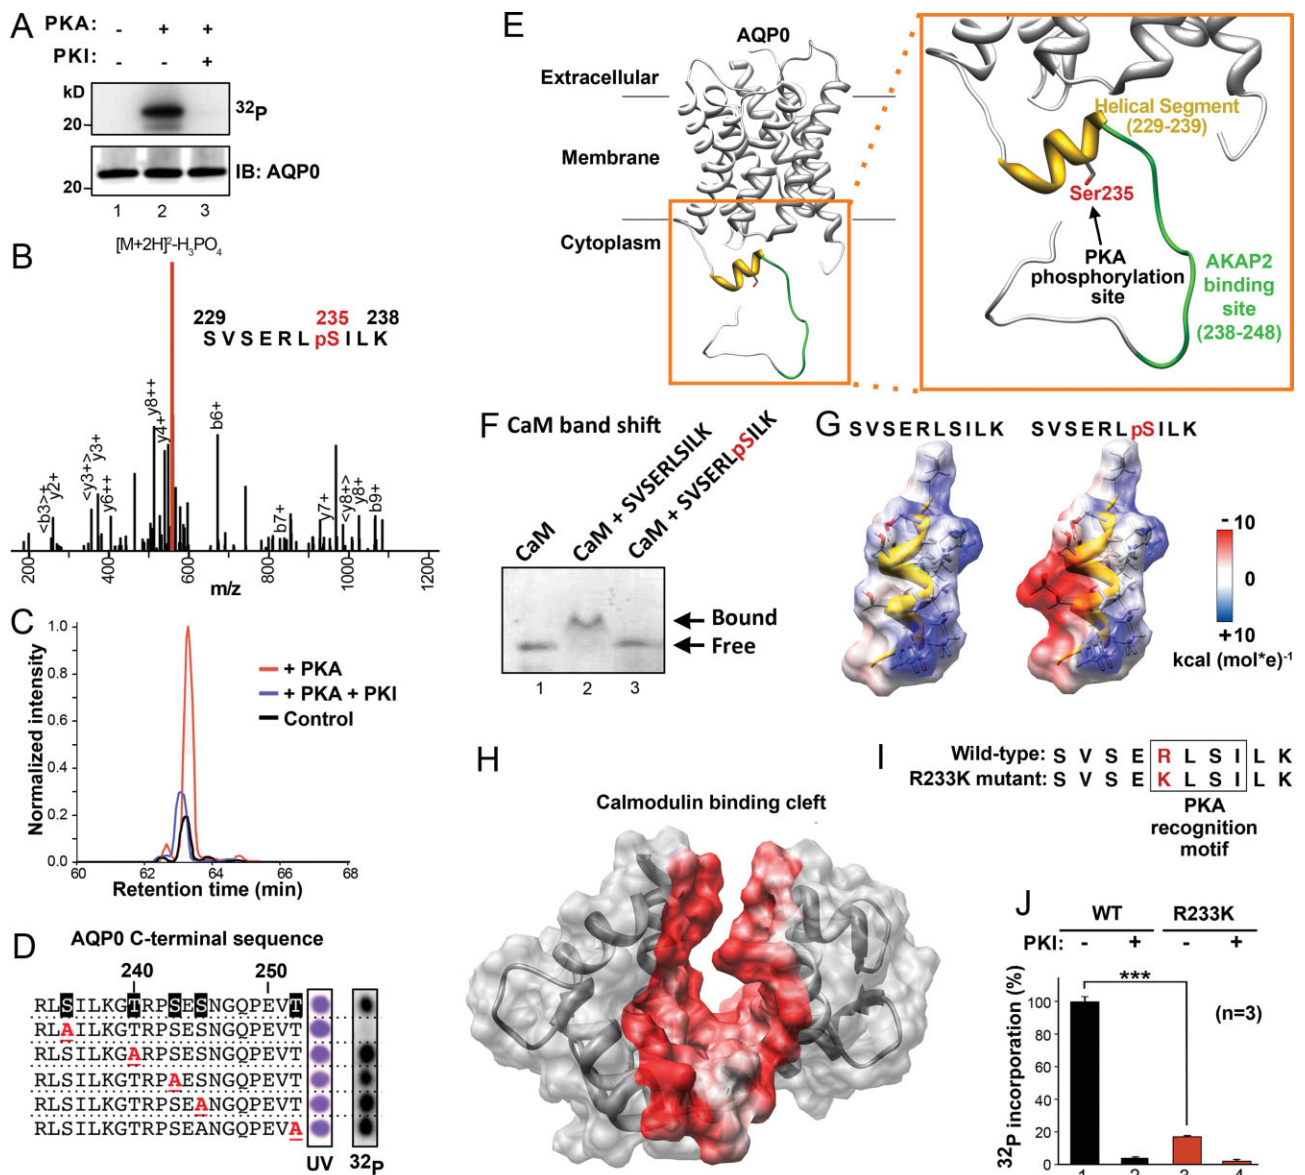 A
PKA: - + +
PKI: - - +
kD
20
32P
20
IB: AQP0
1 2 3
B
[M+2H]2-H3PO4
229 235 238
S V S E R L pS I L K
<b3>+
y2+
<y3+>
y3+
y6++
y8++
y4+
b6+
b7+
y7+
<y8+>
y8+
b9+
200 400 600 800 1000 1200
m/z
C
Normalized intensity
1.0
0.8
0.6
0.4
0.2
0.0
+ PKA
+ PKA + PKI
Control
60 62 64 66 68
Retention time (min)
D
AQP0 C-terminal sequence
240 250
RLSILKGTRPSESNGQPEVT
RLAILKGTRPSESNGQPEVT
RLSILKGARPSESNGQPEVT
RLSILKGTRPAESNGQPEVT
RLSILKGTRPSEANGQPEVT
RLSILKGTRPSEANGQPEVA
UV 32P
E
AQP0
Extracellular
Membrane
Cytoplasm
Helical Segment
(229-239)
Ser235
PKA
phosphorylation
site
AKAP2
binding
site
(238-248)
F
CaM band shift
CaM
CaM + SVSERLSILK
CaM + SVSERLpSILK
Bound
Free
1 2 3
G
SVSERLSILK
SVSERLpSILK
- 10
0
+10
kcal (mol*e)-1
H
Calmodulin binding cleft
I
Wild-type: S V S E R L S I L K
R233K mutant: S V S E K L S I L K
PKA
recognition
motif
J
WT R233K
PKI: - + - +
32P incorporation (%)
100
80
60
40
20
0
***
(n=3)
1 2 3 4